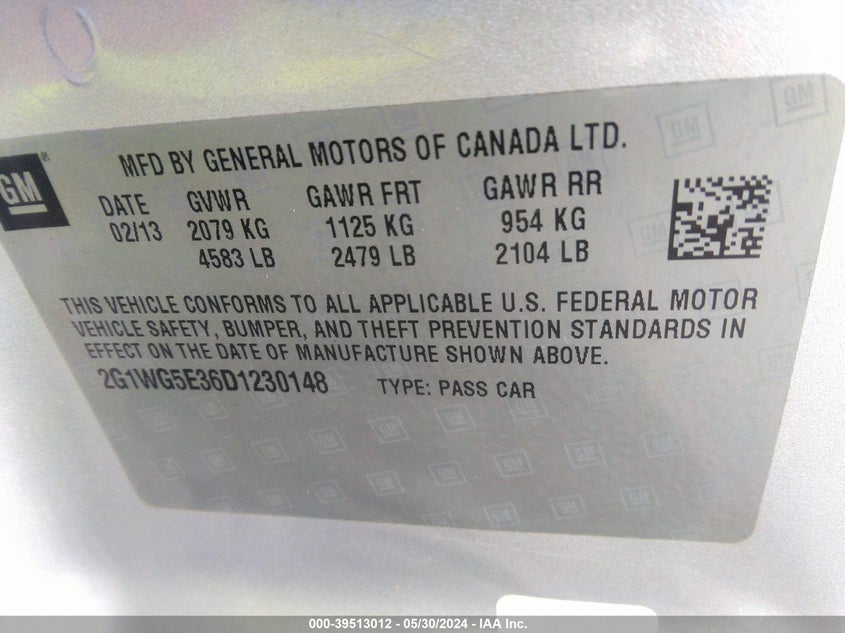 GM
MFD BY GENERAL MOTORS OF CANADA LTD.
DATE GVWR GAWR FRT GAWR RR
02/13 2079 KG 1125 KG 954 KG
4583 LB 2479 LB 2104 LB
THIS VEHICLE CONFORMS TO ALL APPLICABLE U.S. FEDERAL MOTOR
VEHICLE SAFETY, BUMPER, AND THEFT PREVENTION STANDARDS IN
EFFECT ON THE DATE OF MANUFACTURE SHOWN ABOVE.
2G1WG5E36D1230148 TYPE: PASS CAR
000-39513012 - 05/30/2024 - IAA Inc.